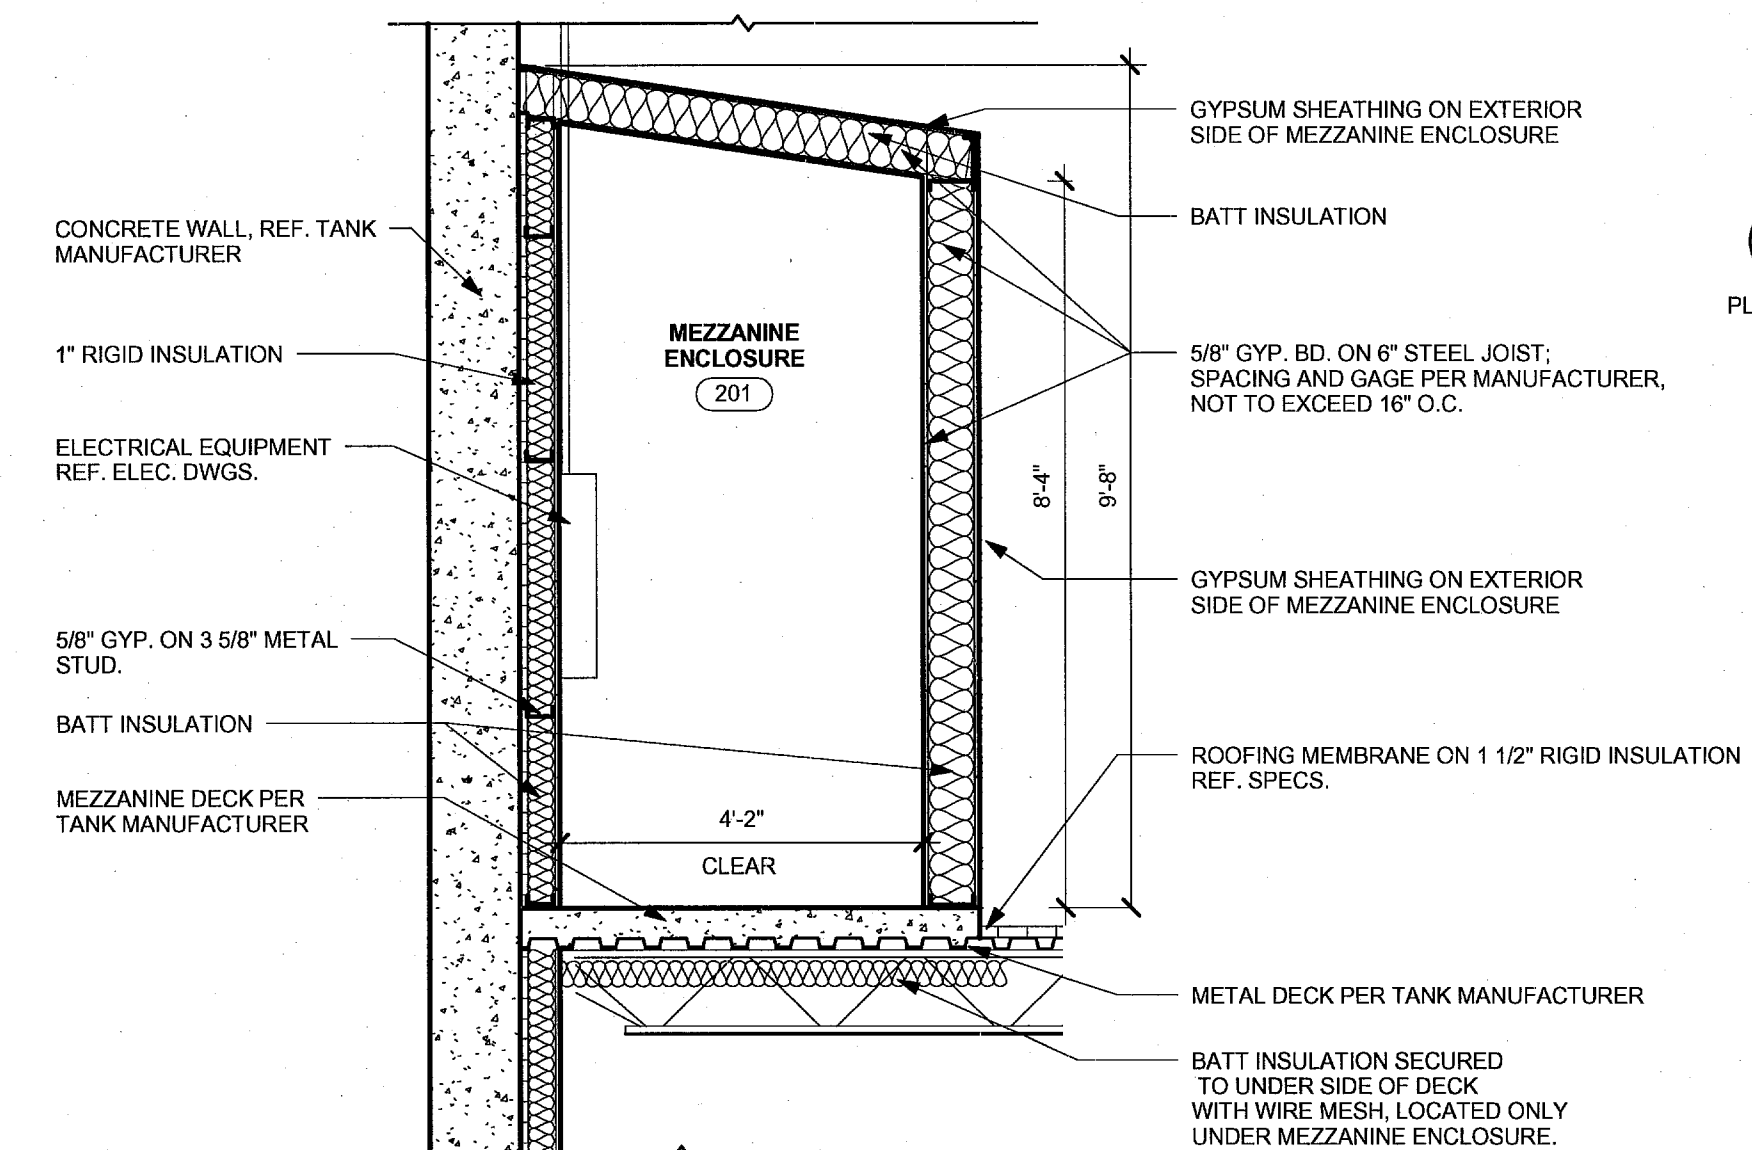 GYPSUM SHEATHING ON EXTERIOR
SIDE OF MEZZANINE ENCLOSURE
BATT INSULATION
CONCRETE WALL, REF. TANK
MANUFACTURER
PL
MEZZANINE
ENCLOSURE
201
1" RIGID INSULATION
5/8" GYP. BD. ON 6" STEEL JOIST;
SPACING AND GAGE PER MANUFACTURER,
NOT TO EXCEED 16" O.C.
ELECTRICAL EQUIPMENT
REF. ELEC. DWGS.
8'-4"
9'-8"
GYPSUM SHEATHING ON EXTERIOR
SIDE OF MEZZANINE ENCLOSURE
5/8" GYP. ON 3 5/8" METAL
STUD.
BATT INSULATION
ROOFING MEMBRANE ON 1 1/2" RIGID INSULATION
REF. SPECS.
MEZZANINE DECK PER
TANK MANUFACTURER
4'-2"
CLEAR
METAL DECK PER TANK MANUFACTURER
BATT INSULATION SECURED
TO UNDER SIDE OF DECK
WITH WIRE MESH, LOCATED ONLY
UNDER MEZZANINE ENCLOSURE.